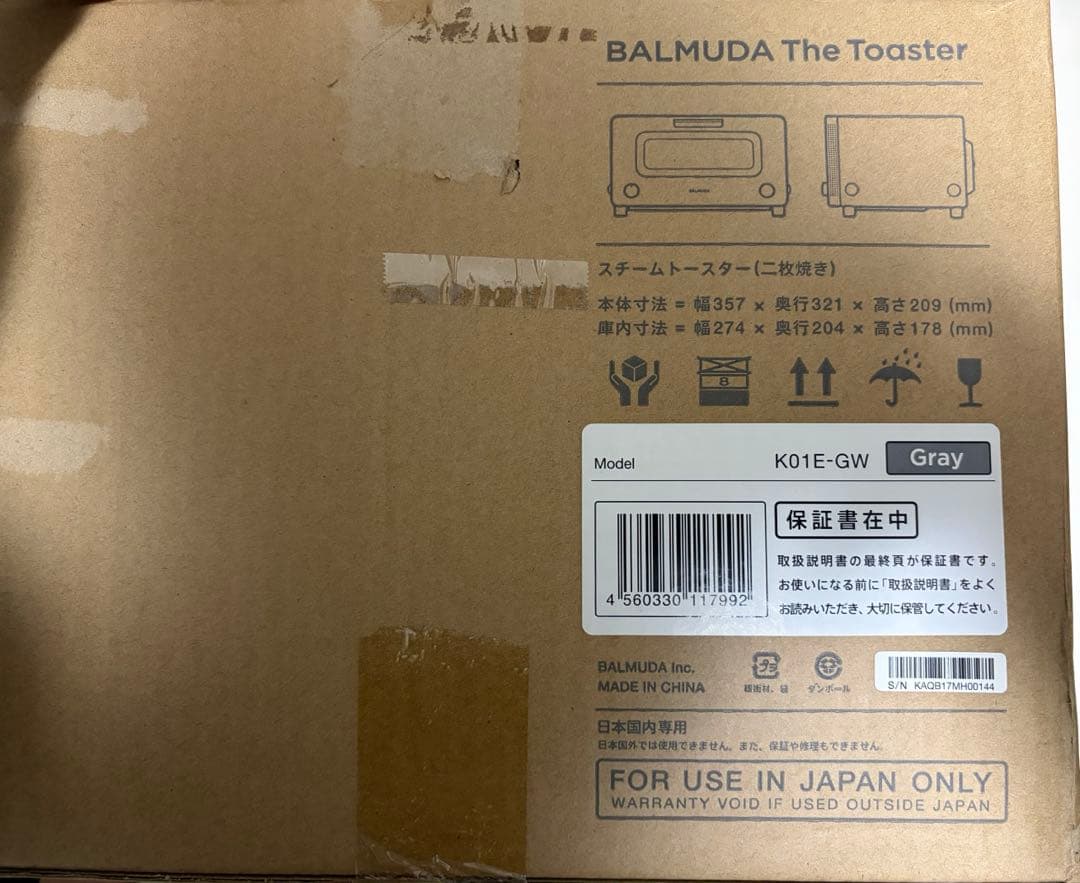 BALMUDA The Toaster
BALMUDA
スチームトースター(二枚焼き)
本体寸法 = 幅357 × 奥行321 × 高さ209 (mm)
庫内寸法 = 幅274 × 奥行204 × 高さ178 (mm)
8
Model K01E-GW Gray
保証書在中
取扱説明書の最終頁が保証書です。
お使いになる前に「取扱説明書」をよく
お読みいただき、大切に保管してください。
4 560330 117992
BALMUDA Inc.
MADE IN CHINA
プラ
緩衝材、袋
ダンボール
S/N KAQB17MH00144
日本国内専用
日本国外では使用できません。また、保証や修理もできません。
FOR USE IN JAPAN ONLY
WARRANTY VOID IF USED OUTSIDE JAPAN